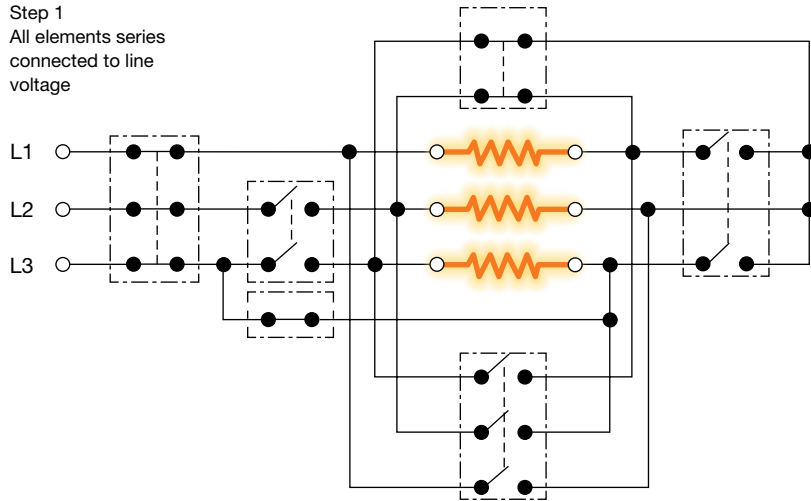 Step 1
All elements series
connected to line
voltage
L1
L2
L3